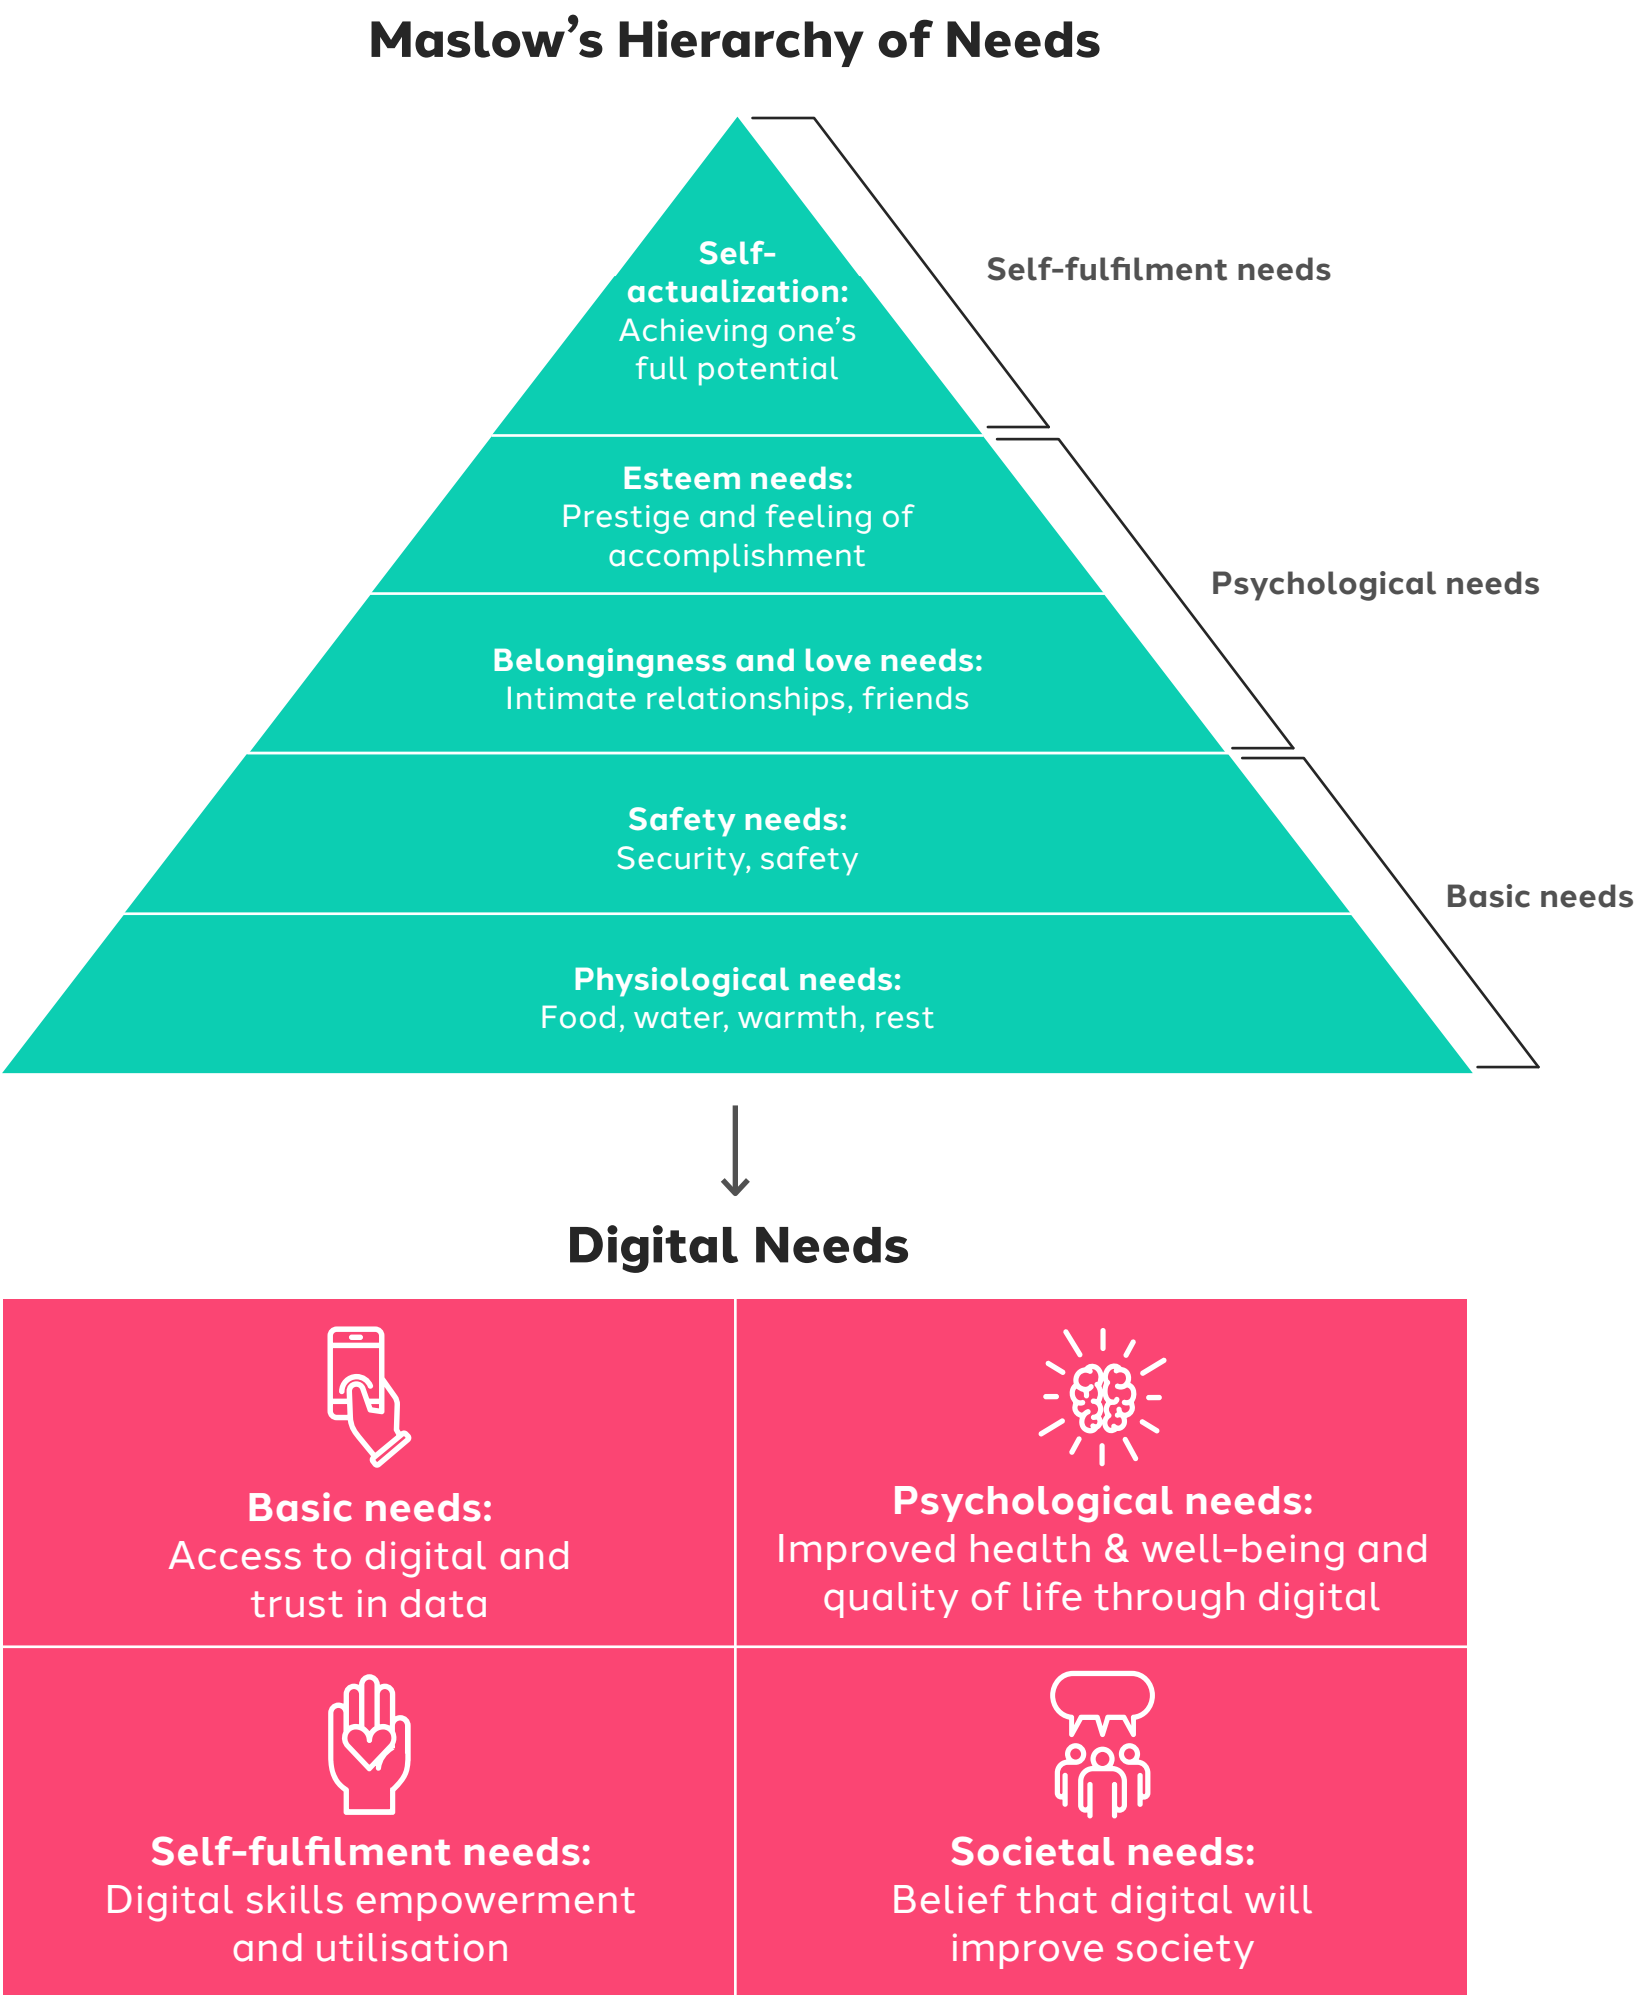 Maslow’s Hierarchy of Needs
Self-
actualization:
Achieving one’s
full potential
Self-fulfilment needs
Esteem needs:
Prestige and feeling of
accomplishment
Psychological needs
Belongingness and love needs:
Intimate relationships, friends
Safety needs:
Security, safety
Basic needs
Physiological needs:
Food, water, warmth, rest
Digital Needs
Basic needs:
Access to digital and
trust in data
Psychological needs:
Improved health & well-being and
quality of life through digital
Self-fulfilment needs:
Digital skills empowerment
and utilisation
Societal needs:
Belief that digital will
improve society